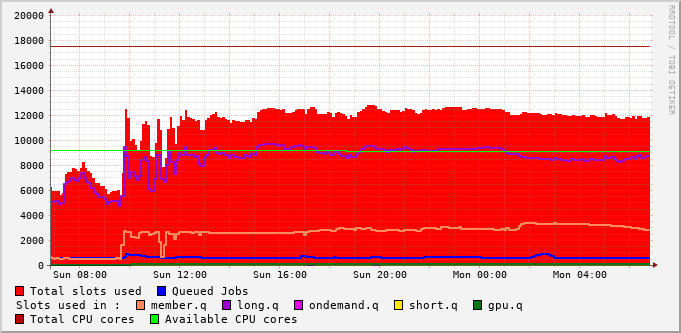 20000
18000
16000
14000
12000
10000
8000
6000
4000
2000
0
Sun 08:00 Sun 12:00 Sun 16:00 Sun 20:00 Mon 00:00 Mon 04:00
Total slots used Queued Jobs
Slots used in : member.q long.q ondemand.q short.q gpu.q
Total CPU cores Available CPU cores
RRDTOOL / TOBI OETIKER